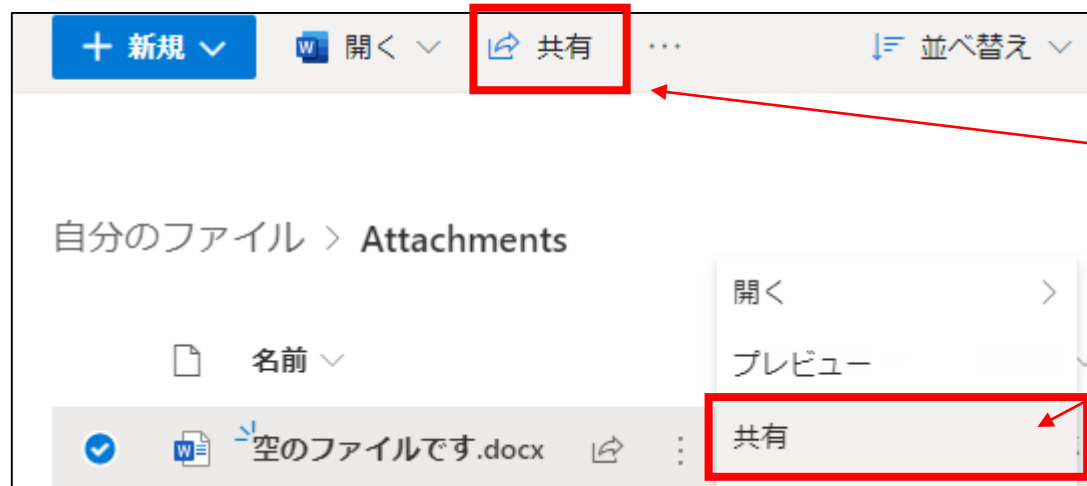 ＋ 新規 開く 共有 … 並べ替え
自分のファイル > Attachments
開く >
名前
プレビュー
空のファイルです.docx
共有